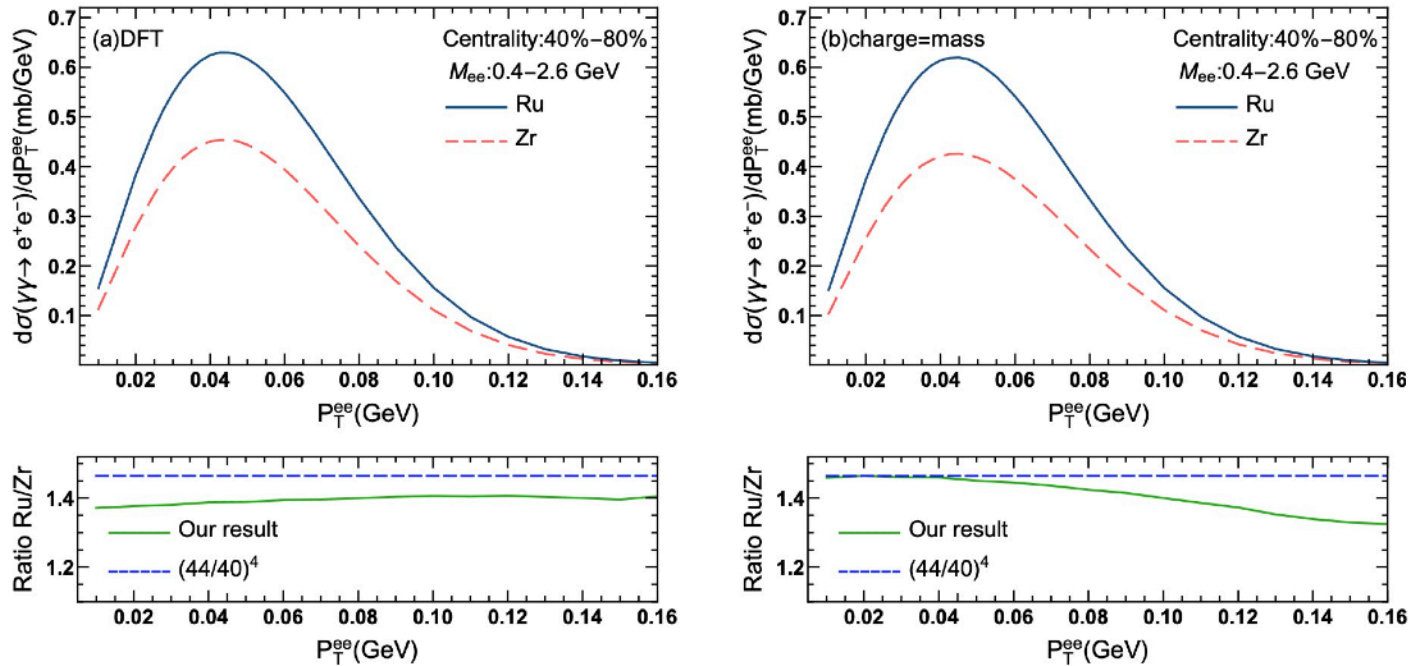 (a)DFT
Centrality:40%−80%
M_ee:0.4−2.6 GeV
Ru
Zr
dσ(γγ→ e⁺e⁻)/dP_T^ee(mb/GeV)
0.7
0.6
0.5
0.4
0.3
0.2
0.1
0.02 0.04 0.06 0.08 0.10 0.12 0.14 0.16
P_T^ee(GeV)
Ratio Ru/Zr
1.4
1.2
Our result
(44/40)⁴
0.02 0.04 0.06 0.08 0.10 0.12 0.14 0.16
P_T^ee(GeV)
(b)charge=mass
Centrality:40%−80%
M_ee:0.4−2.6 GeV
Ru
Zr
dσ(γγ→ e⁺e⁻)/dP_T^ee(mb/GeV)
0.7
0.6
0.5
0.4
0.3
0.2
0.1
0.02 0.04 0.06 0.08 0.10 0.12 0.14 0.16
P_T^ee(GeV)
Ratio Ru/Zr
1.4
1.2
Our result
(44/40)⁴
0.02 0.04 0.06 0.08 0.10 0.12 0.14 0.16
P_T^ee(GeV)